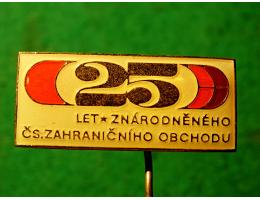 25
LET★ZNÁRODNĚNÉHO
ČS.ZAHRANIČNÍHO OBCHODU